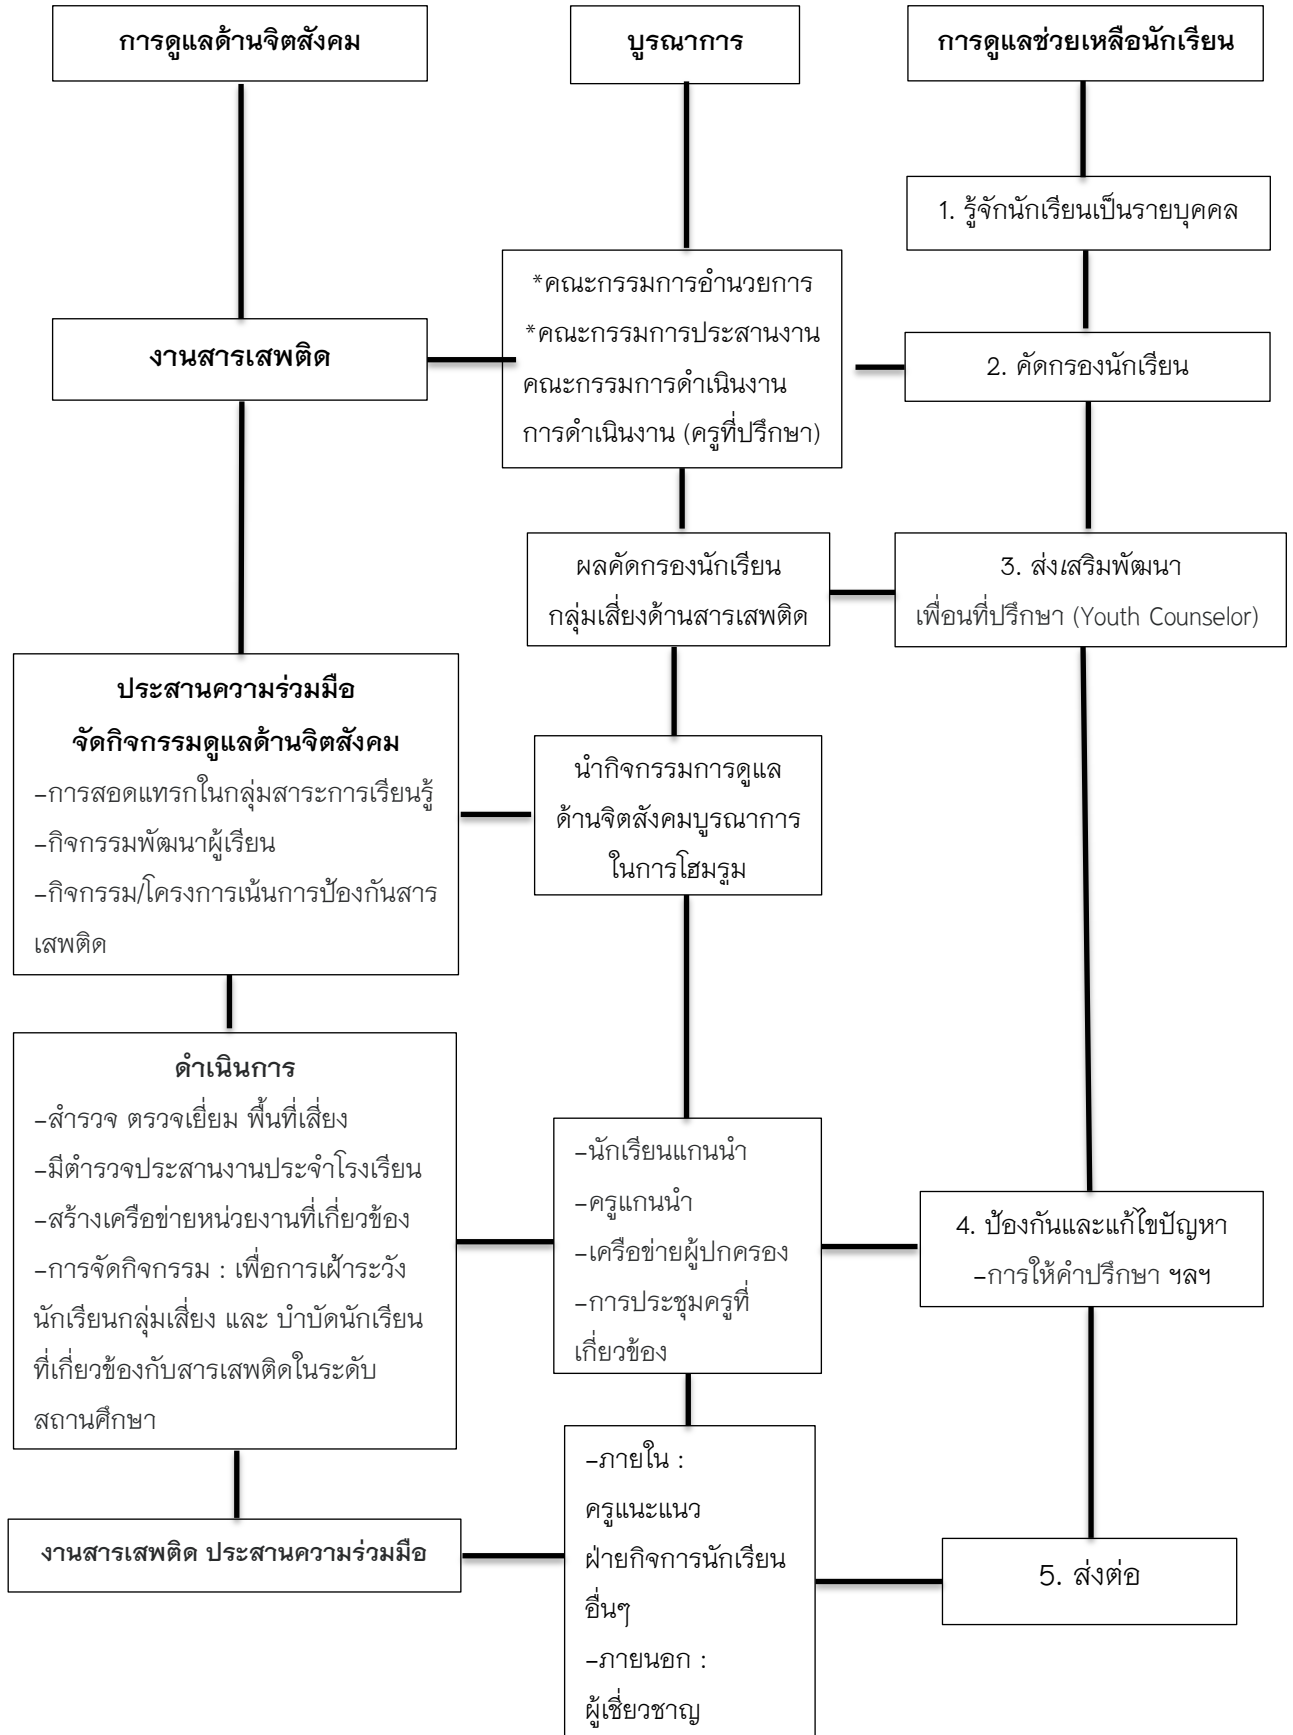 การดูแลด้านจิตสังคม
บูรณาการ
การดูแลช่วยเหลือนักเรียน
1. รู้จักนักเรียนเป็นรายบุคคล
*คณะกรรมการอำนวยการ
*คณะกรรมการประสานงาน
คณะกรรมการดำเนินงาน
การดำเนินงาน (ครูที่ปรึกษา)
งานสารเสพติด
2. คัดกรองนักเรียน
ผลคัดกรองนักเรียน
กลุ่มเสี่ยงด้านสารเสพติด
3. ส่งเสริมพัฒนา
เพื่อนที่ปรึกษา (Youth Counselor)
ประสานความร่วมมือ
จัดกิจกรรมดูแลด้านจิตสังคม
-การสอดแทรกในกลุ่มสาระการเรียนรู้
-กิจกรรมพัฒนาผู้เรียน
-กิจกรรม/โครงการเน้นการป้องกันสาร
เสพติด
นำกิจกรรมการดูแล
ด้านจิตสังคมบูรณาการ
ในการโฮมรูม
ดำเนินการ
-สำรวจ ตรวจเยี่ยม พื้นที่เสี่ยง
-มีตำรวจประสานงานประจำโรงเรียน
-สร้างเครือข่ายหน่วยงานที่เกี่ยวข้อง
-การจัดกิจกรรม : เพื่อการเฝ้าระวัง
นักเรียนกลุ่มเสี่ยง และ บำบัดนักเรียน
ที่เกี่ยวข้องกับสารเสพติดในระดับ
สถานศึกษา
-นักเรียนแกนนำ
-ครูแกนนำ
-เครือข่ายผู้ปกครอง
-การประชุมครูที่
เกี่ยวข้อง
4. ป้องกันและแก้ไขปัญหา
-การให้คำปรึกษา ฯลฯ
งานสารเสพติด ประสานความร่วมมือ
-ภายใน :
ครูแนะแนว
ฝ่ายกิจการนักเรียน
อื่นๆ
-ภายนอก :
ผู้เชี่ยวชาญ
5. ส่งต่อ